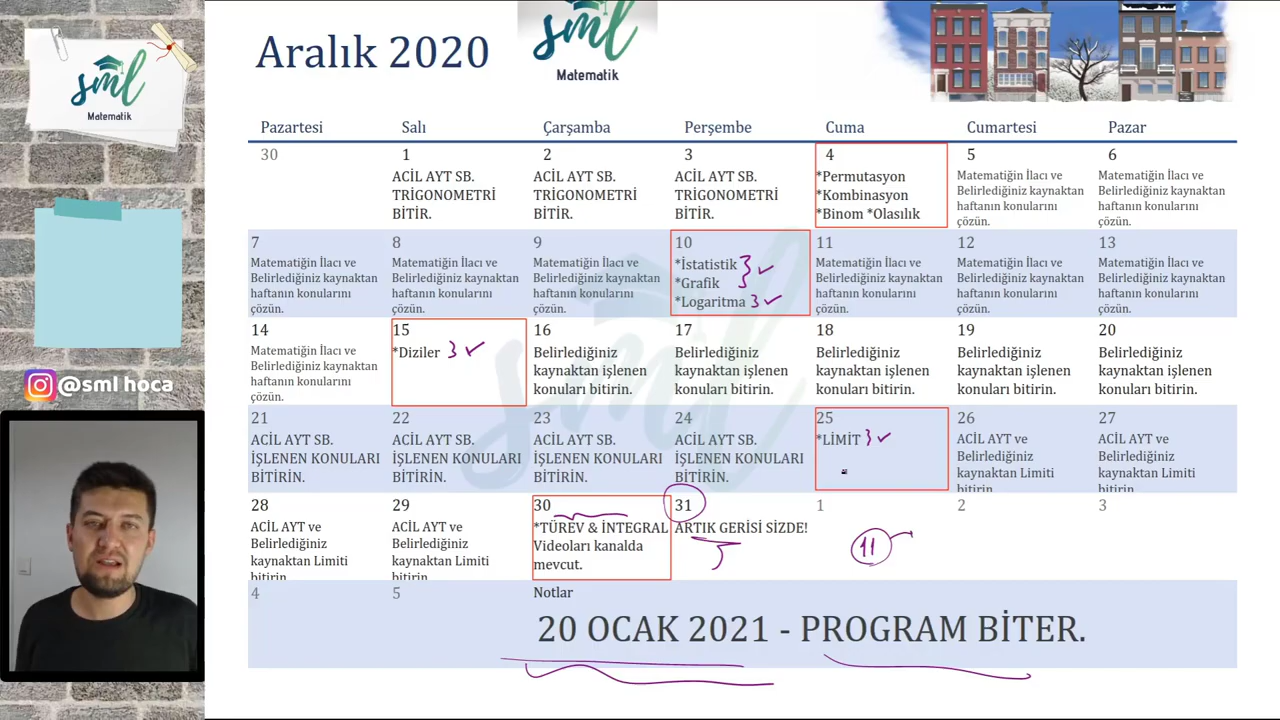 sml
Matematik
@sml hoca
Aralık 2020
sml
Matematik
Pazartesi Salı Çarşamba Perşembe Cuma Cumartesi Pazar
30 1 2 3 4 5 6
ACİL AYT SB.
TRİGONOMETRİ
BİTİR.
ACİL AYT SB.
TRİGONOMETRİ
BİTİR.
ACİL AYT SB.
TRİGONOMETRİ
BİTİR.
*Permutasyon
*Kombinasyon
*Binom *Olasılık
Matematiğin İlacı ve
Belirlediğiniz kaynaktan
haftanın konularını
çözün.
Matematiğin İlacı ve
Belirlediğiniz kaynaktan
haftanın konularını
çözün.
7 8 9 10 11 12 13
Matematiğin İlacı ve
Belirlediğiniz kaynaktan
haftanın konularını
çözün.
Matematiğin İlacı ve
Belirlediğiniz kaynaktan
haftanın konularını
çözün.
Matematiğin İlacı ve
Belirlediğiniz kaynaktan
haftanın konularını
çözün.
*İstatistik
*Grafik
*Logaritma
Matematiğin İlacı ve
Belirlediğiniz kaynaktan
haftanın konularını
çözün.
Matematiğin İlacı ve
Belirlediğiniz kaynaktan
haftanın konularını
çözün.
Matematiğin İlacı ve
Belirlediğiniz kaynaktan
haftanın konularını
çözün.
14 15 16 17 18 19 20
Matematiğin İlacı ve
Belirlediğiniz kaynaktan
haftanın konularını
çözün.
*Diziler
Belirlediğiniz
kaynaktan işlenen
konuları bitirin.
Belirlediğiniz
kaynaktan işlenen
konuları bitirin.
Belirlediğiniz
kaynaktan işlenen
konuları bitirin.
Belirlediğiniz
kaynaktan işlenen
konuları bitirin.
Belirlediğiniz
kaynaktan işlenen
konuları bitirin.
21 22 23 24 25 26 27
ACİL AYT SB.
İŞLENEN KONULARI
BİTİRİN.
ACİL AYT SB.
İŞLENEN KONULARI
BİTİRİN.
ACİL AYT SB.
İŞLENEN KONULARI
BİTİRİN.
ACİL AYT SB.
İŞLENEN KONULARI
BİTİRİN.
*LİMİT
ACİL AYT ve
Belirlediğiniz
kaynaktan Limiti
bitirin
ACİL AYT ve
Belirlediğiniz
kaynaktan Limiti
bitirin
28 29 30 31 1 2 3
ACİL AYT ve
Belirlediğiniz
kaynaktan Limiti
bitirin
ACİL AYT ve
Belirlediğiniz
kaynaktan Limiti
bitirin
*TÜREV & İNTEGRAL
Videoları kanalda
mevcut.
ARTIK GERİSİ SİZDE!
11
4 5 Notlar
20 OCAK 2021 - PROGRAM BİTER.